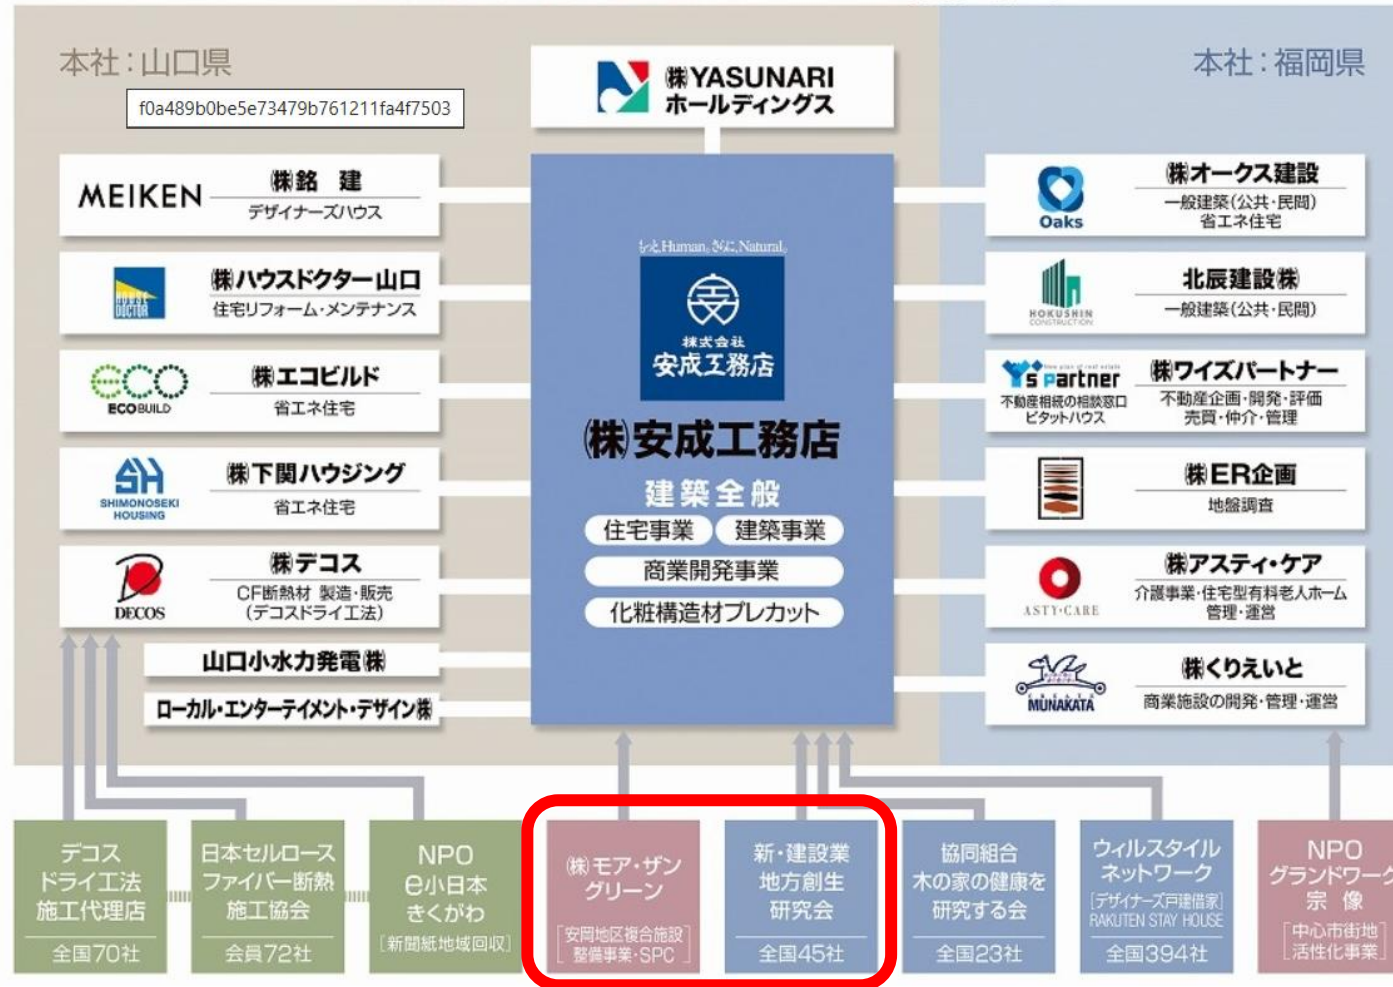 本社：山口県
本社：福岡県
f0a489b0be5e73479b761211fa4f7503
㈱YASUNARI
ホールディングス
MEIKEN
㈱銘 建
デザイナーズハウス
HOUSE
DOCTOR
㈱ハウスドクター山口
住宅リフォーム・メンテナンス
eco
ECOBUILD
㈱エコビルド
省エネ住宅
SH
SHIMONOSEKI
HOUSING
㈱下関ハウジング
省エネ住宅
DECOS
㈱デコス
CF断熱材 製造・販売
(デコスドライ工法)
山口小水力発電㈱
ローカル・エンターテイメント・デザイン㈱
もっと、Human。さらに、Natural。
株式会社
安成工務店
㈱安成工務店
建築全般
住宅事業
建築事業
商業開発事業
化粧構造材プレカット
Oaks
㈱オークス建設
一般建築(公共・民間)
省エネ住宅
HOKUSHIN
CONSTRUCTION
北辰建設㈱
一般建築(公共・民間)
Y's partner
不動産相続の相談窓口
ピタットハウス
㈱ワイズパートナー
不動産企画・開発・評価
売買・仲介・管理
㈱ER企画
地盤調査
ASTY・CARE
㈱アスティ・ケア
介護事業・住宅型有料老人ホーム
管理・運営
CREATE
MUNAKATA
㈱くりえいと
商業施設の開発・管理・運営
デコス
ドライ工法
施工代理店
全国70社
日本セルロース
ファイバー断熱
施工協会
会員72社
NPO
e小日本
きくがわ
[新聞紙地域回収]
㈱モア・ザン
グリーン
[安岡地区複合施設
整備事業・SPC]
新・建設業
地方創生
研究会
全国45社
協同組合
木の家の健康を
研究する会
全国23社
ウィルスタイル
ネットワーク
[デザイナーズ戸建借家]
RAKUTEN STAY HOUSE
全国394社
NPO
グランドワーク
宗 像
[中心市街地
活性化事業]